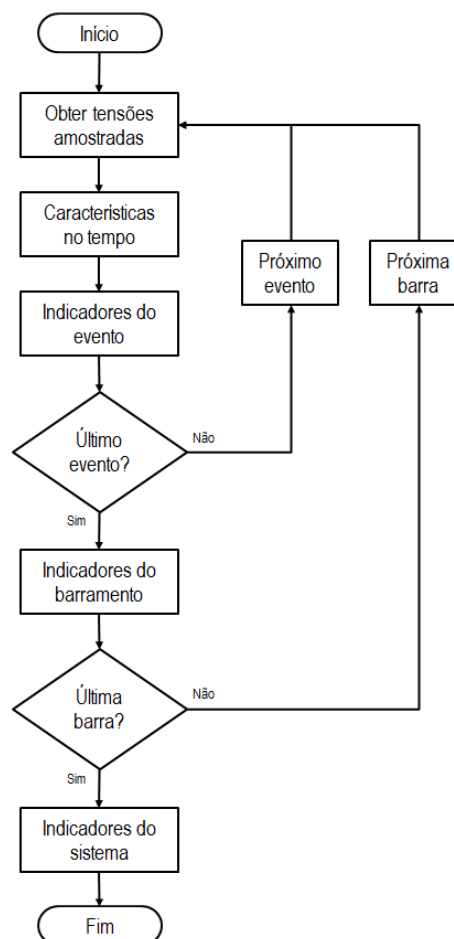 Início
Obter tensões
amostradas
Características
no tempo
Próximo
evento
Próxima
barra
Indicadores do
evento
Último
evento?
Não
Sim
Indicadores do
barramento
Última
barra?
Não
Sim
Indicadores do
sistema
Fim